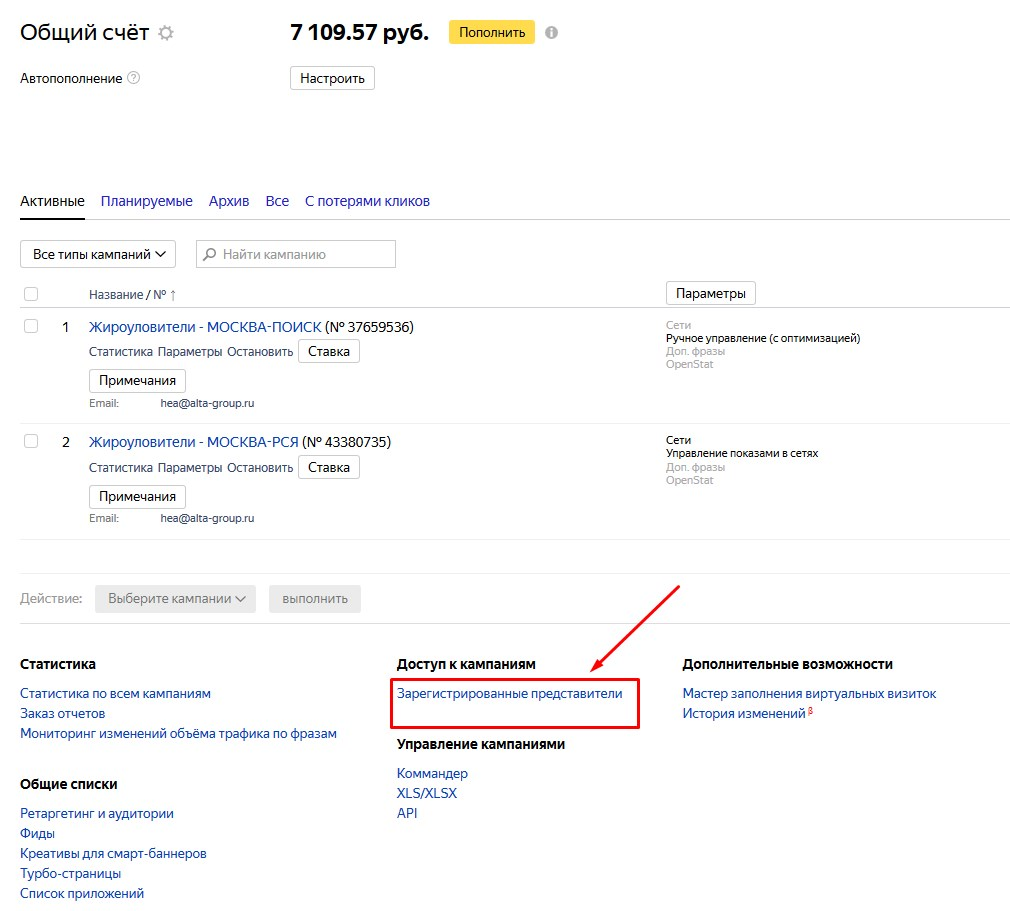 Общий счёт 7 109.57 руб. Пополнить
Автопополнение Настроить
Активные Планируемые Архив Все С потерями кликов
Все типы кампаний Найти кампанию
Название / № ↑ Параметры
1 Жироуловители - МОСКВА-ПОИСК (№ 37659536)
Статистика Параметры Остановить Ставка
Примечания
Email: hea@alta-group.ru
Сети
Ручное управление (с оптимизацией)
Доп. фразы
OpenStat
2 Жироуловители - МОСКВА-РСЯ (№ 43380735)
Статистика Параметры Остановить Ставка
Примечания
Email: hea@alta-group.ru
Сети
Управление показами в сетях
Доп. фразы
OpenStat
Действие: Выберите кампании выполнить
Статистика
Статистика по всем кампаниям
Заказ отчетов
Мониторинг изменений объёма трафика по фразам
Общие списки
Ретаргетинг и аудитории
Фиды
Креативы для смарт-баннеров
Турбо-страницы
Список приложений
Доступ к кампаниям
Зарегистрированные представители
Управление кампаниями
Коммандер
XLS/XLSX
API
Дополнительные возможности
Мастер заполнения виртуальных визиток
История изменений β